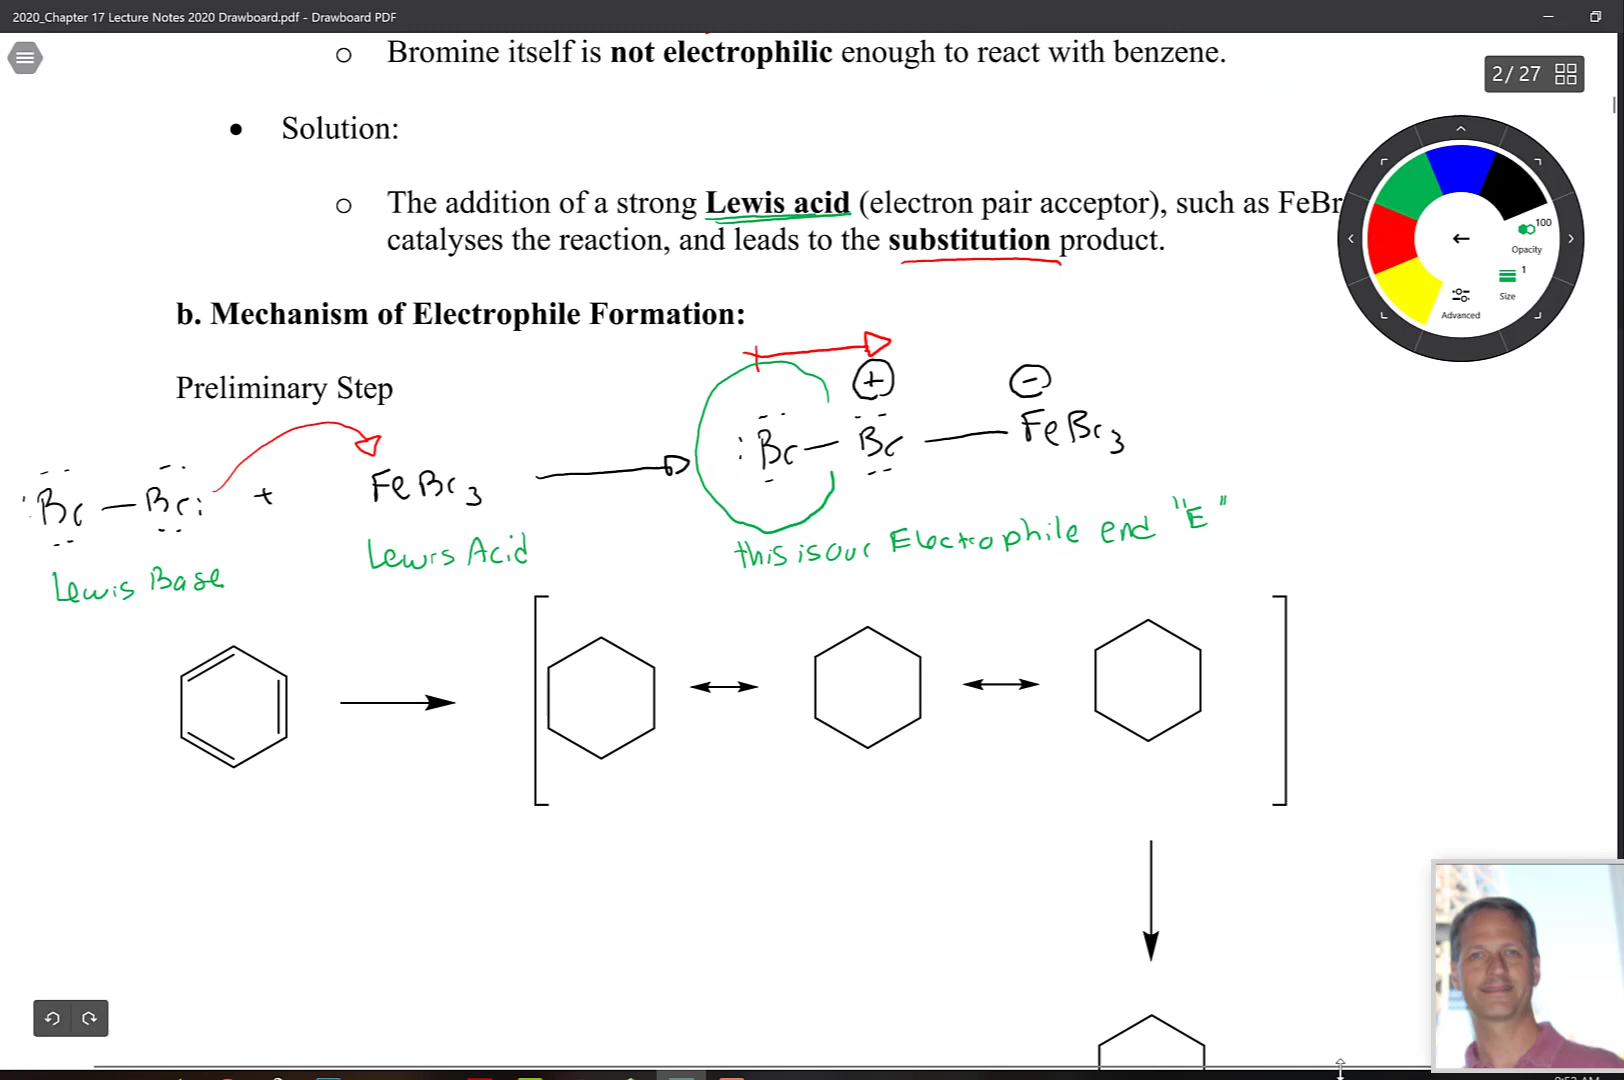 2020_Chapter 17 Lecture Notes 2020 Drawboard.pdf - Drawboard PDF
o Bromine itself is not electrophilic enough to react with benzene.
2 / 27
• Solution:
o The addition of a strong Lewis acid (electron pair acceptor), such as FeBr
catalyses the reaction, and leads to the substitution product.
100
Opacity
1
Size
Advanced
b. Mechanism of Electrophile Formation:
Preliminary Step
Br — Br + FeBr3
Br — Br — FeBr3
+ −
Lewis Base
Lewis Acid
this is our Electrophile end "E"